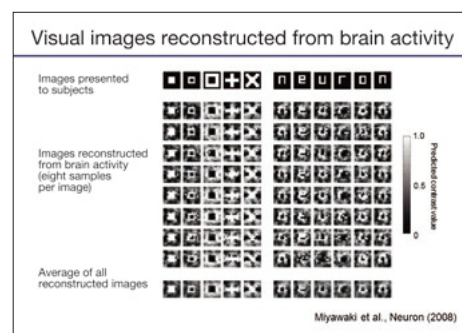 Visual images reconstructed from brain activity
Images presented
to subjects
neuron
Images reconstructed
from brain activity
(eight samples
per image)
1.0
0.5
0
Predicted contrast value
Average of all
reconstructed images
Miyawaki et al., Neuron (2008)